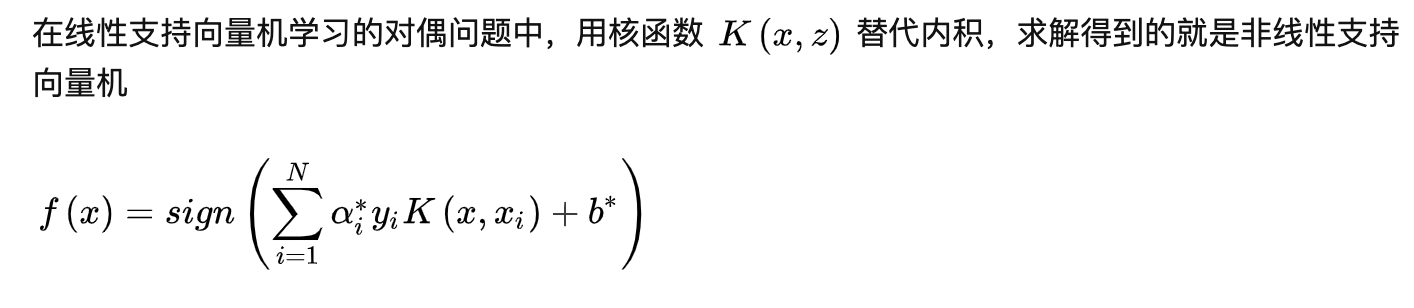 在线性支持向量机学习的对偶问题中，用核函数 K (x, z) 替代内积，求解得到的就是非线性支持
向量机
f (x) = sign ( ∑_{i=1}^{N} α_i^* y_i K (x, x_i) + b^* )